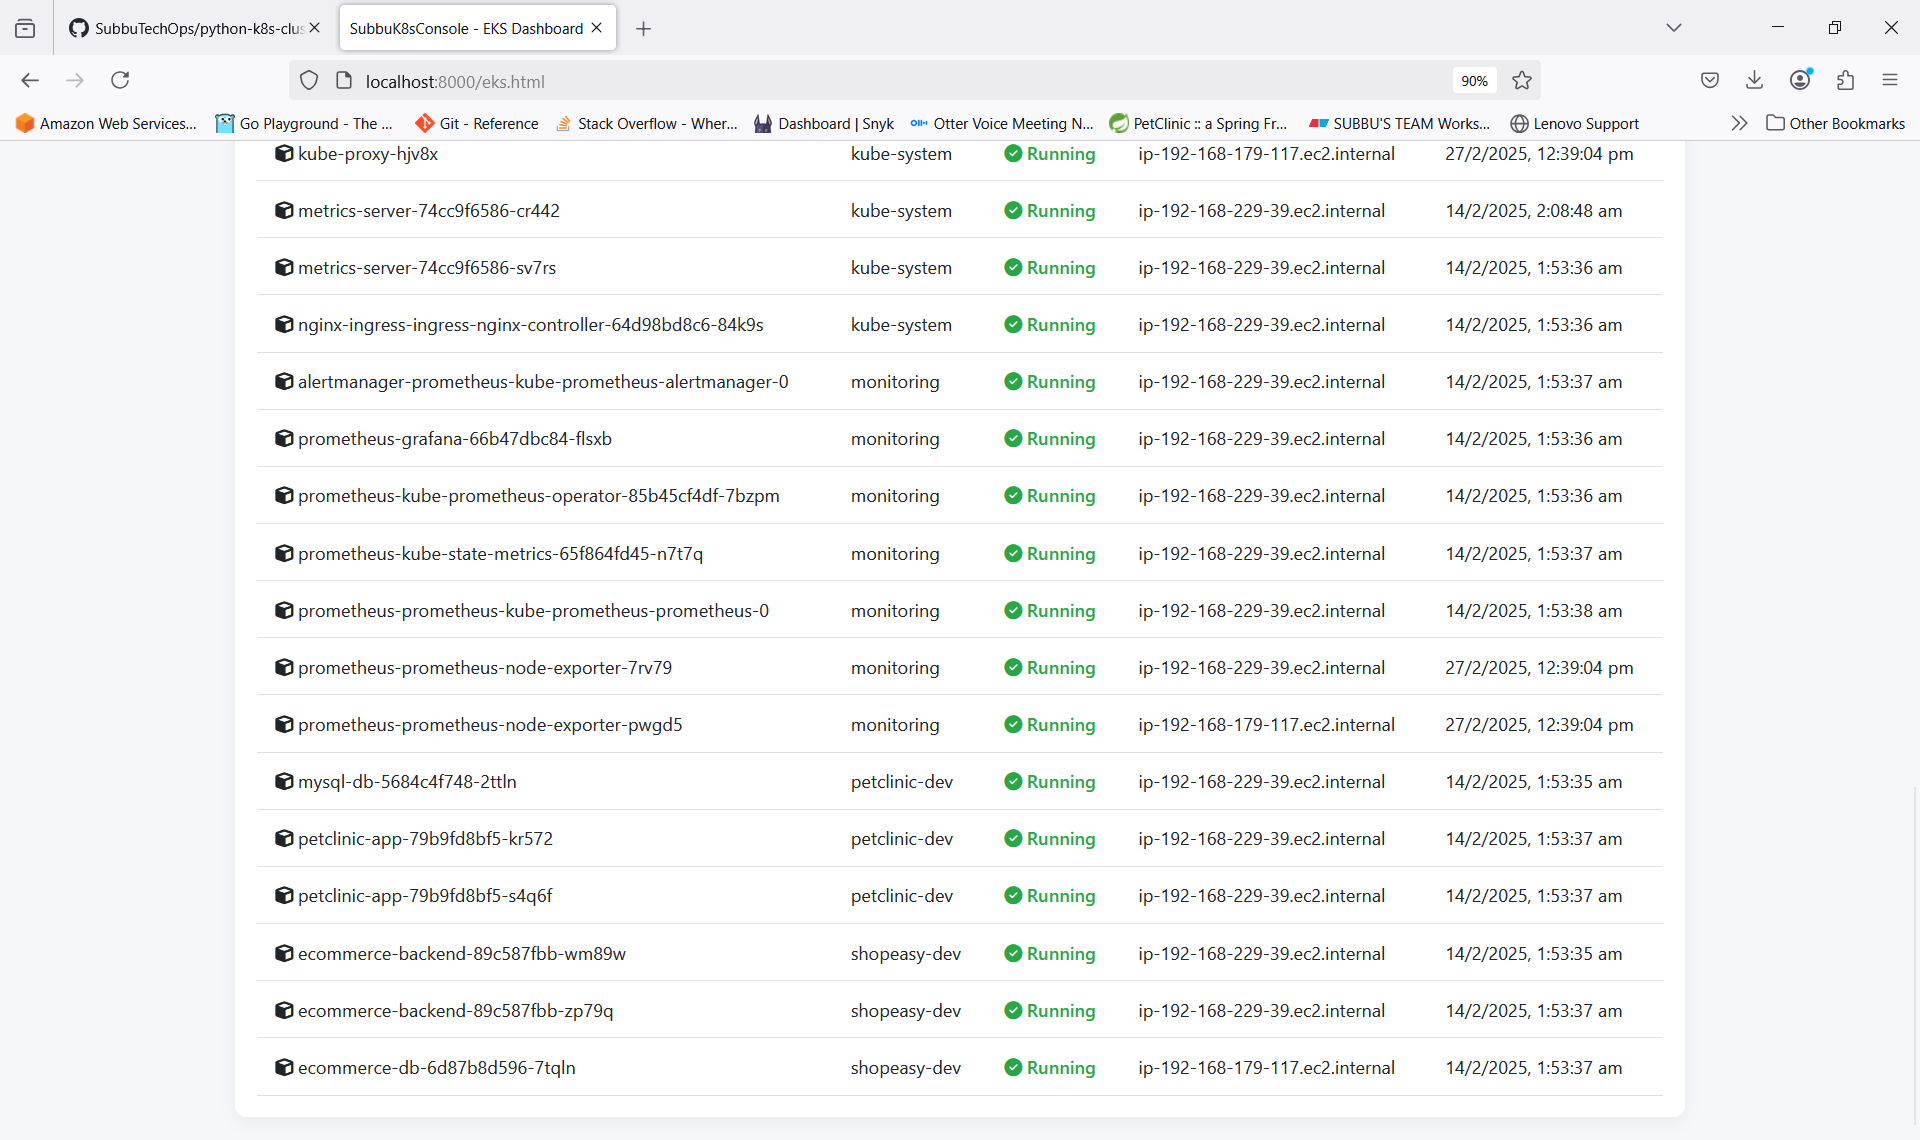 SubbuTechOps/python-k8s-clus
SubbuK8sConsole - EKS Dashboard
localhost:8000/eks.html
90%
Amazon Web Services...
Go Playground - The ...
Git - Reference
Stack Overflow - Wher...
Dashboard | Snyk
Otter Voice Meeting N...
PetClinic :: a Spring Fr...
SUBBU'S TEAM Works...
Lenovo Support
Other Bookmarks
kube-proxy-hjv8x kube-system Running ip-192-168-179-117.ec2.internal 27/2/2025, 12:39:04 pm
metrics-server-74cc9f6586-cr442 kube-system Running ip-192-168-229-39.ec2.internal 14/2/2025, 2:08:48 am
metrics-server-74cc9f6586-sv7rs kube-system Running ip-192-168-229-39.ec2.internal 14/2/2025, 1:53:36 am
nginx-ingress-ingress-nginx-controller-64d98bd8c6-84k9s kube-system Running ip-192-168-229-39.ec2.internal 14/2/2025, 1:53:36 am
alertmanager-prometheus-kube-prometheus-alertmanager-0 monitoring Running ip-192-168-229-39.ec2.internal 14/2/2025, 1:53:37 am
prometheus-grafana-66b47dbc84-flsxb monitoring Running ip-192-168-229-39.ec2.internal 14/2/2025, 1:53:36 am
prometheus-kube-prometheus-operator-85b45cf4df-7bzpm monitoring Running ip-192-168-229-39.ec2.internal 14/2/2025, 1:53:36 am
prometheus-kube-state-metrics-65f864fd45-n7t7q monitoring Running ip-192-168-229-39.ec2.internal 14/2/2025, 1:53:37 am
prometheus-prometheus-kube-prometheus-prometheus-0 monitoring Running ip-192-168-229-39.ec2.internal 14/2/2025, 1:53:38 am
prometheus-prometheus-node-exporter-7rv79 monitoring Running ip-192-168-229-39.ec2.internal 27/2/2025, 12:39:04 pm
prometheus-prometheus-node-exporter-pwgd5 monitoring Running ip-192-168-179-117.ec2.internal 27/2/2025, 12:39:04 pm
mysql-db-5684c4f748-2ttln petclinic-dev Running ip-192-168-229-39.ec2.internal 14/2/2025, 1:53:35 am
petclinic-app-79b9fd8bf5-kr572 petclinic-dev Running ip-192-168-229-39.ec2.internal 14/2/2025, 1:53:37 am
petclinic-app-79b9fd8bf5-s4q6f petclinic-dev Running ip-192-168-229-39.ec2.internal 14/2/2025, 1:53:37 am
ecommerce-backend-89c587fbb-wm89w shopeasy-dev Running ip-192-168-229-39.ec2.internal 14/2/2025, 1:53:35 am
ecommerce-backend-89c587fbb-zp79q shopeasy-dev Running ip-192-168-229-39.ec2.internal 14/2/2025, 1:53:37 am
ecommerce-db-6d87b8d596-7tqln shopeasy-dev Running ip-192-168-179-117.ec2.internal 14/2/2025, 1:53:37 am